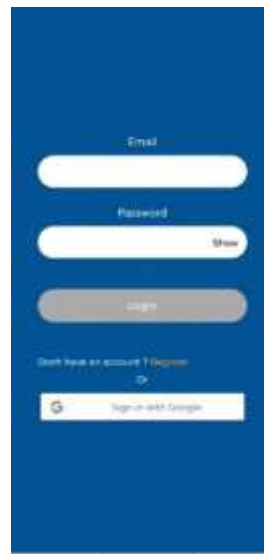 Email
Password
Show
Login
Don't have an account ? Register
Or
G
Sign in with Google